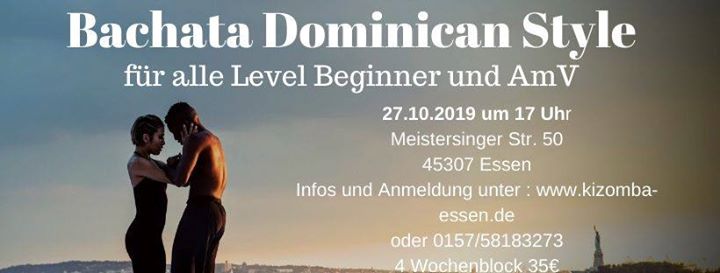 Bachata Dominican Style
für alle Level Beginner und AmV
27.10.2019 um 17 Uhr
Meistersinger Str. 50
45307 Essen
Infos und Anmeldung unter : www.kizomba-
essen.de
oder 0157/58183273
4 Wochenblock 35€